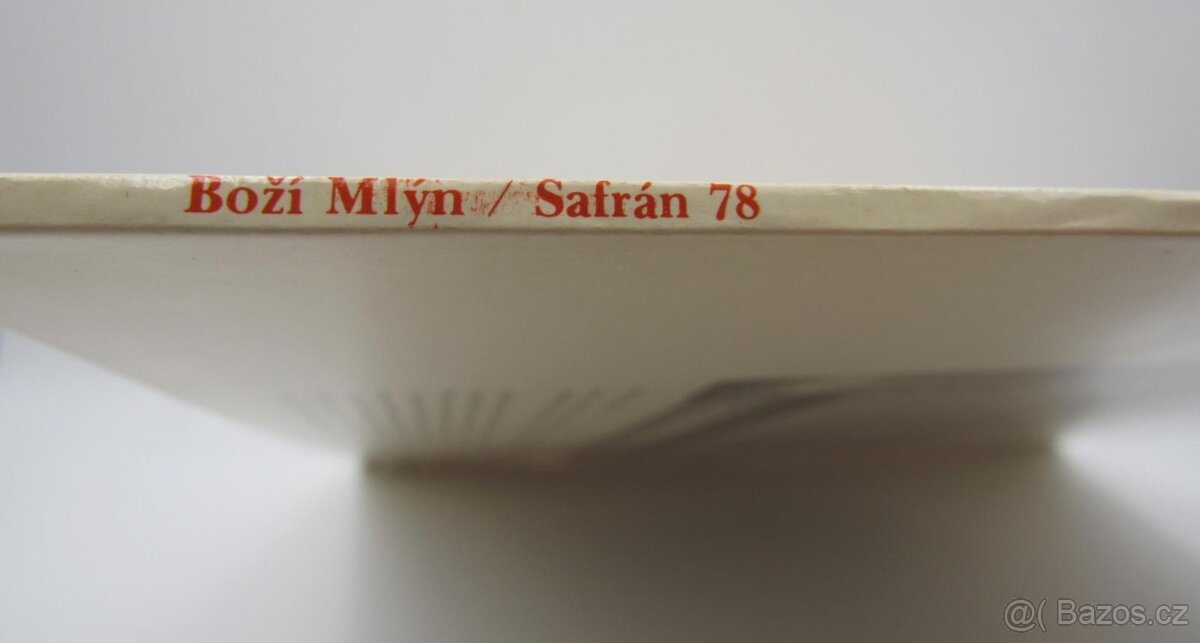 Boží Mlýn / Safrán 78
@( Bazos.cz